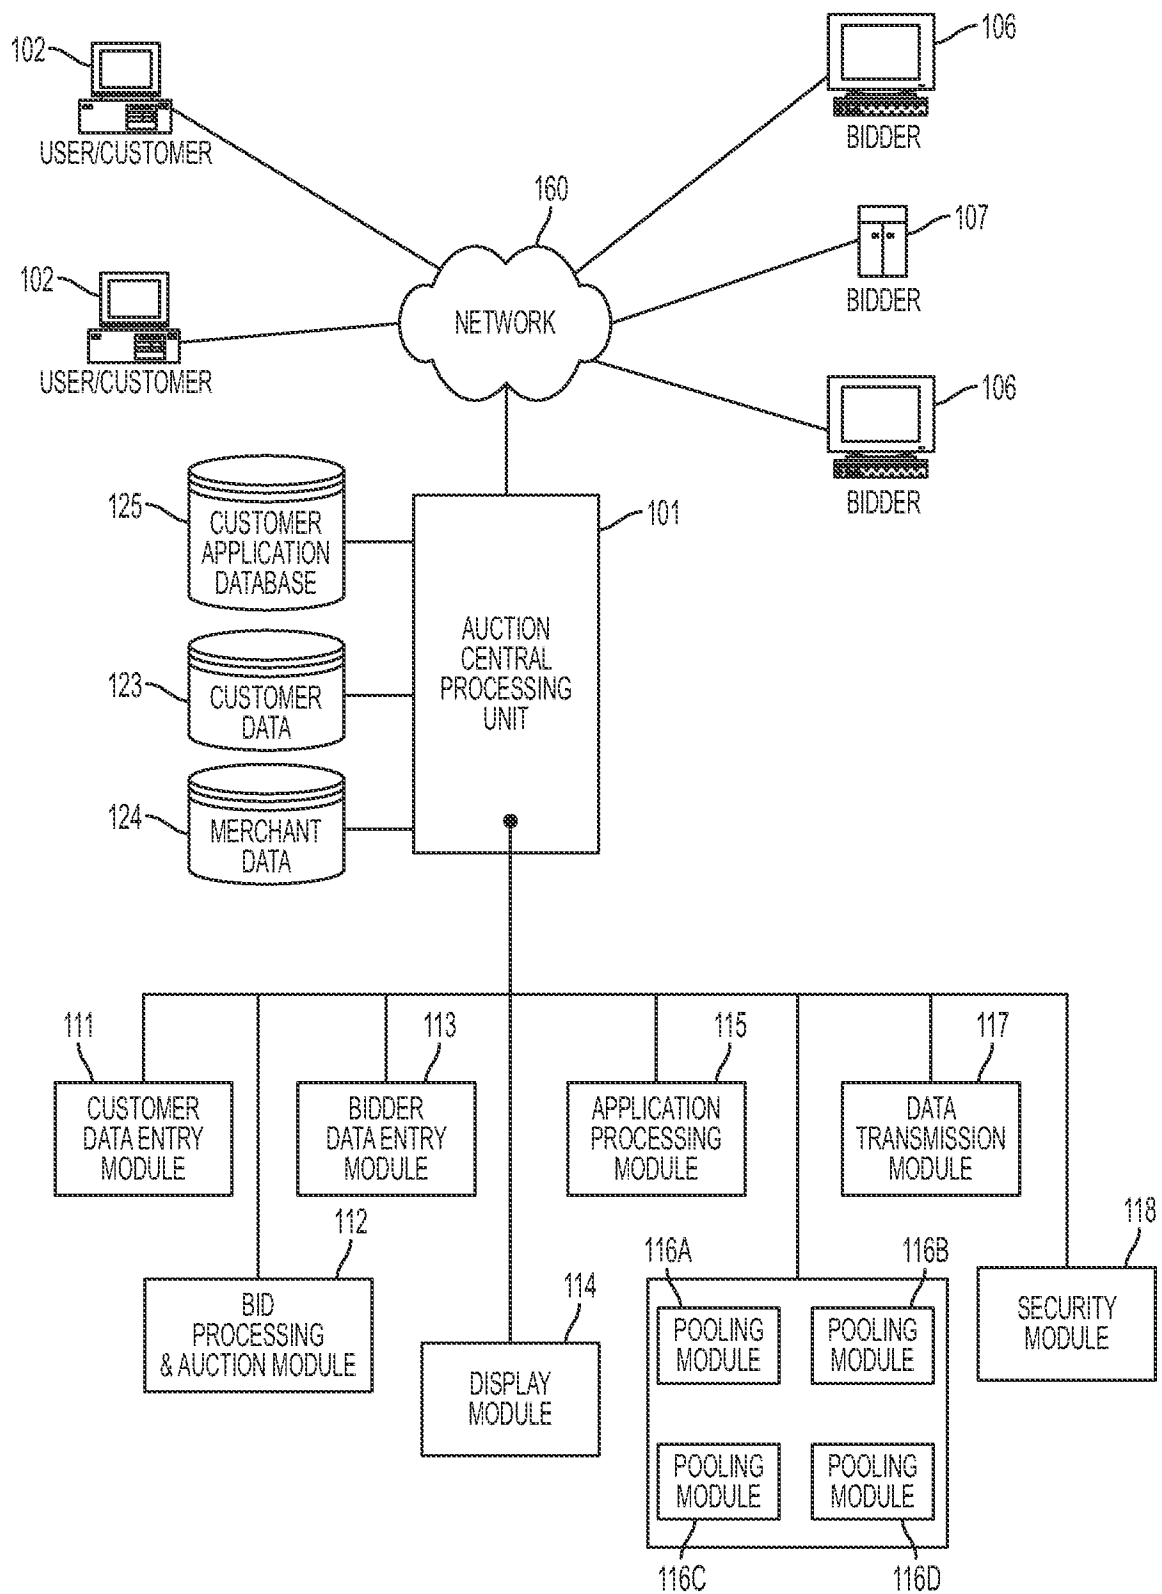 102
USER/CUSTOMER
106
BIDDER
160
107
BIDDER
102
USER/CUSTOMER
NETWORK
106
BIDDER
125
CUSTOMER
APPLICATION
DATABASE
101
AUCTION
CENTRAL
PROCESSING
UNIT
123
CUSTOMER
DATA
124
MERCHANT
DATA
111
CUSTOMER
DATA ENTRY
MODULE
113
BIDDER
DATA ENTRY
MODULE
115
APPLICATION
PROCESSING
MODULE
117
DATA
TRANSMISSION
MODULE
112
BID
PROCESSING
& AUCTION MODULE
114
DISPLAY
MODULE
116A
POOLING
MODULE
116B
POOLING
MODULE
118
SECURITY
MODULE
POOLING
MODULE
116C
POOLING
MODULE
116D